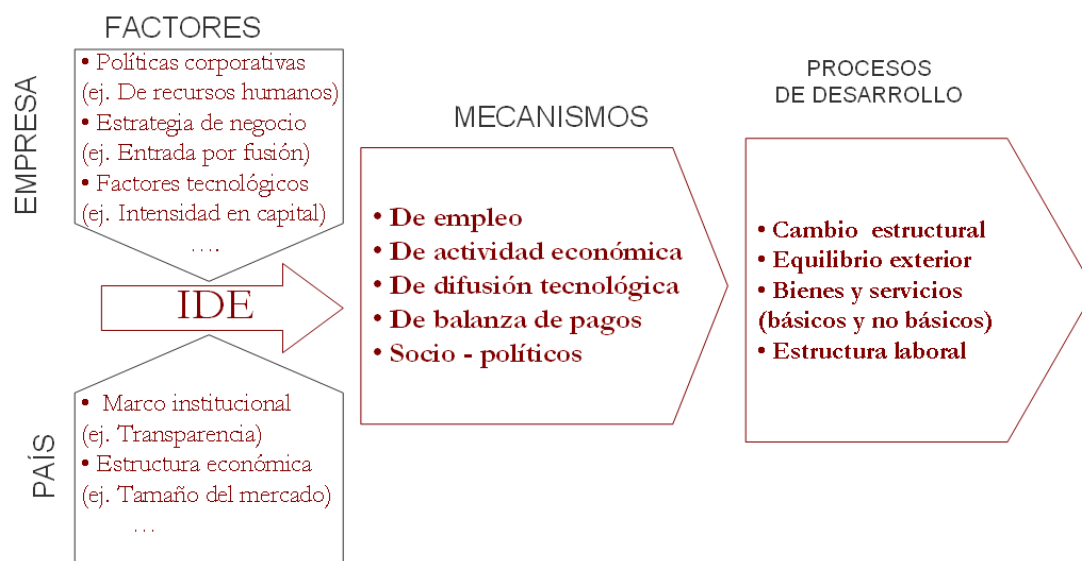 FACTORES
EMPRESA
• Políticas corporativas
(ej. De recursos humanos)
• Estrategia de negocio
(ej. Entrada por fusión)
• Factores tecnológicos
(ej. Intensidad en capital)
….
IDE
PAÍS
• Marco institucional
(ej. Transparencia)
• Estructura económica
(ej. Tamaño del mercado)
…
MECANISMOS
• De empleo
• De actividad económica
• De difusión tecnológica
• De balanza de pagos
• Socio - políticos
PROCESOS
DE DESARROLLO
• Cambio estructural
• Equilibrio exterior
• Bienes y servicios
(básicos y no básicos)
• Estructura laboral